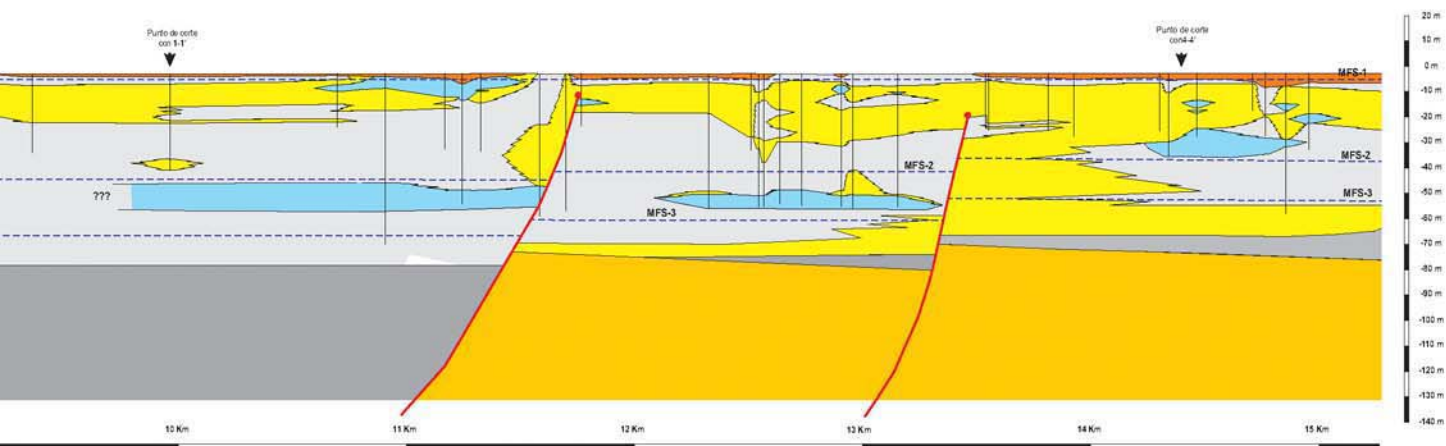 Punto de corte
con 1-1'
Punto de corte
con4-4'
20 m
10 m
0 m
-10 m
-20 m
-30 m
-40 m
-50 m
-60 m
-70 m
-80 m
-90 m
-100 m
-110 m
-120 m
-130 m
-140 m
MFS-1
MFS-2
MFS-2
MFS-3
MFS-3
???
10 Km
11 Km
12 Km
13 Km
14 Km
15 Km